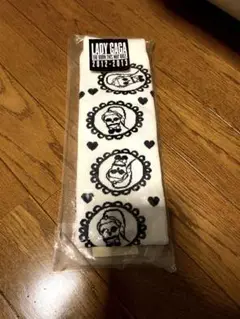 LADY GAGA
THE BORN THIS WAY BALL
2012-2013